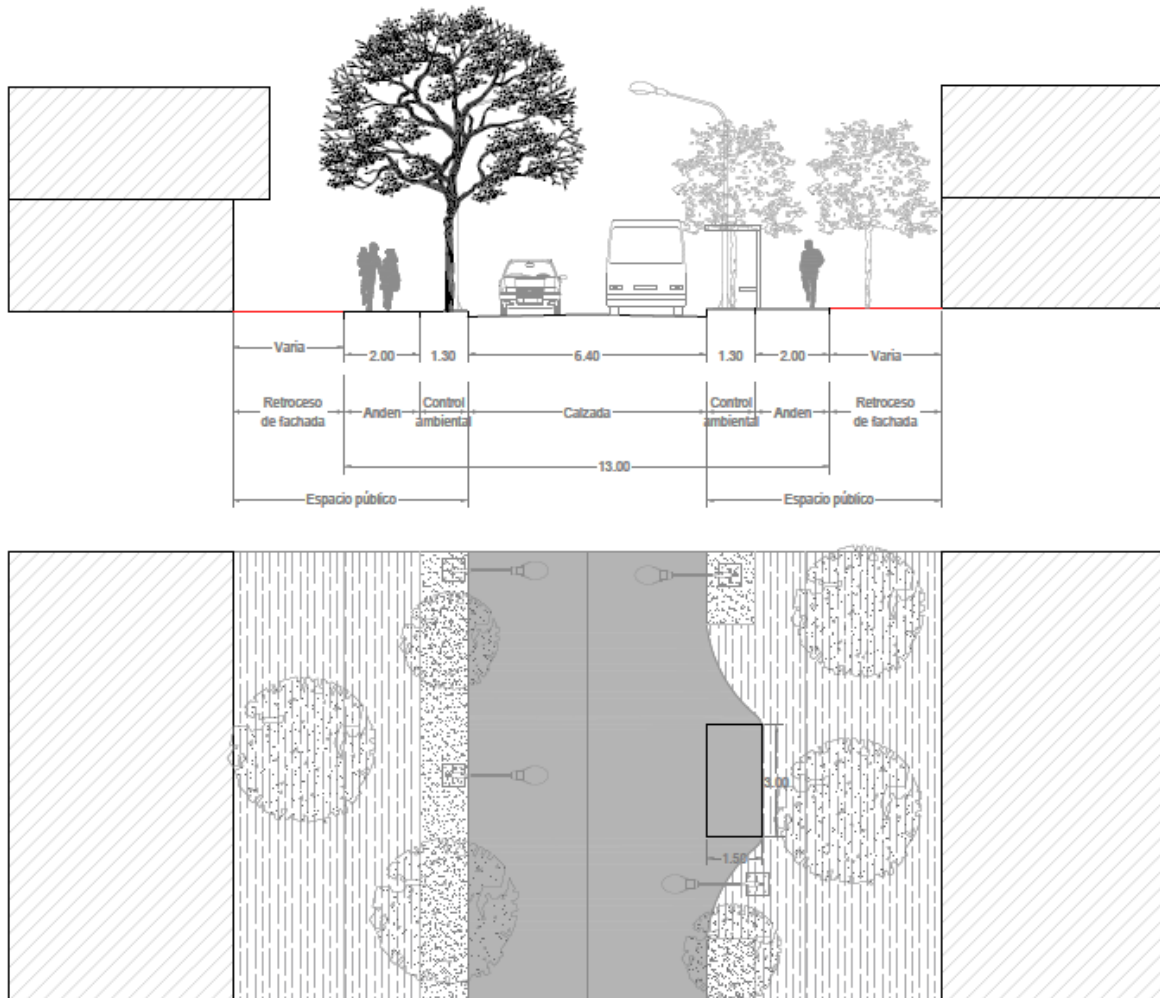 Varia 2.00 1.30 6.40 1.30 2.00 Varia
Retroceso de fachada Anden Control ambiental Calzada Control ambiental Anden Retroceso de fachada
13.00
Espacio público Espacio público
3.00
1.50